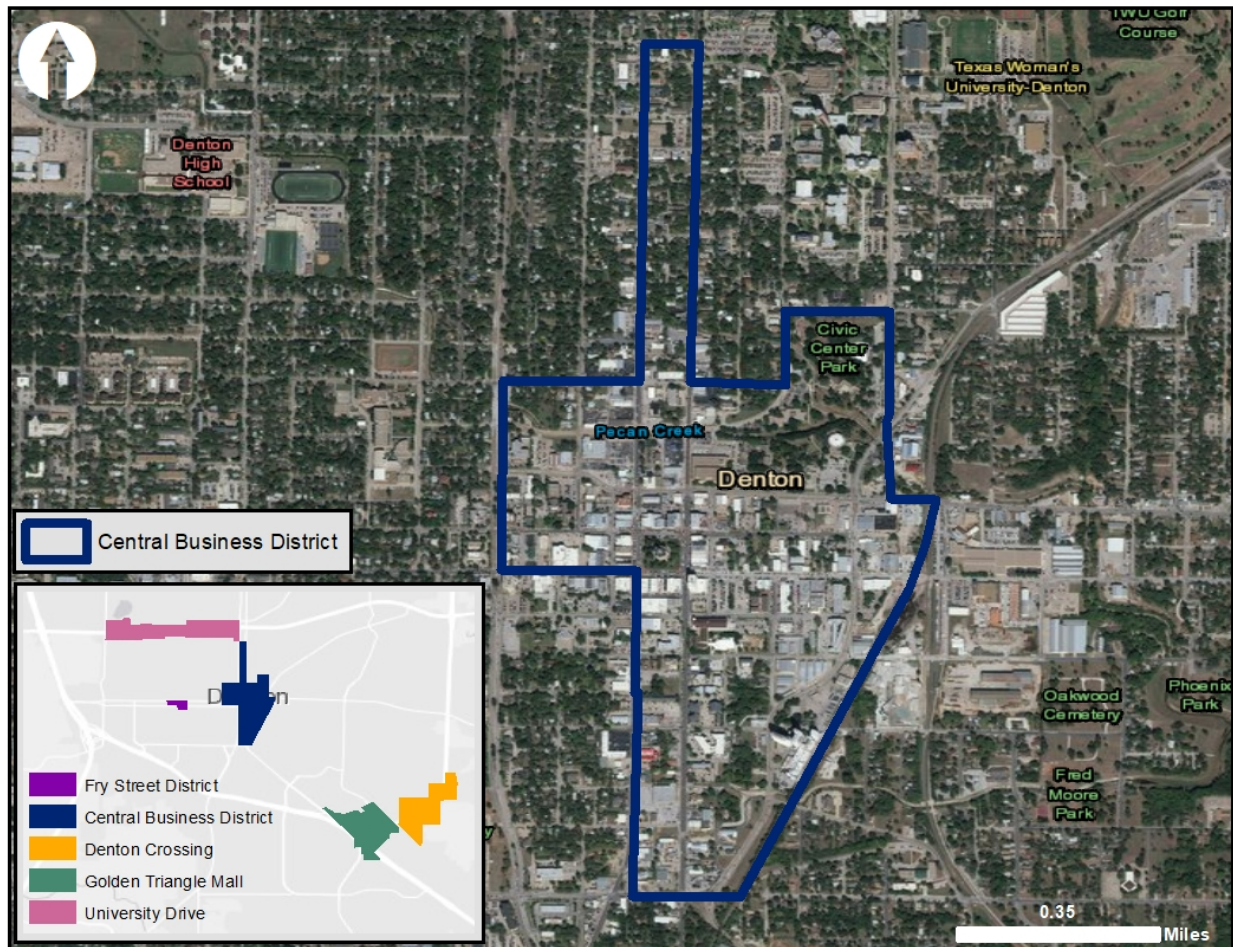 TWU Golf
Course
Texas Woman's
University-Denton
Denton
High
School
Civic
Center
Park
Pecan Creek
Denton
Central Business District
Oakwood
Cemetery
Phoenix
Park
Fred
Moore
Park
Fry Street District
Central Business District
Denton Crossing
Golden Triangle Mall
University Drive
0.35
Miles